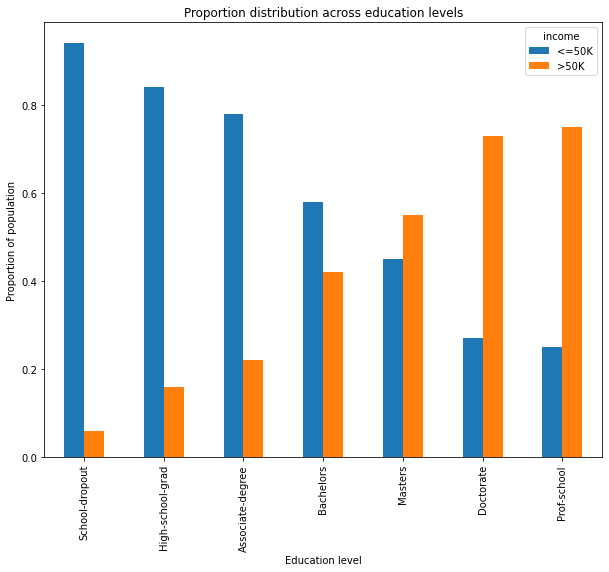 Proportion distribution across education levels
income
<=50K
>50K
Proportion of population
0.8
0.6
0.4
0.2
0.0
School-dropout
High-school-grad
Associate-degree
Bachelors
Masters
Doctorate
Prof-school
Education level